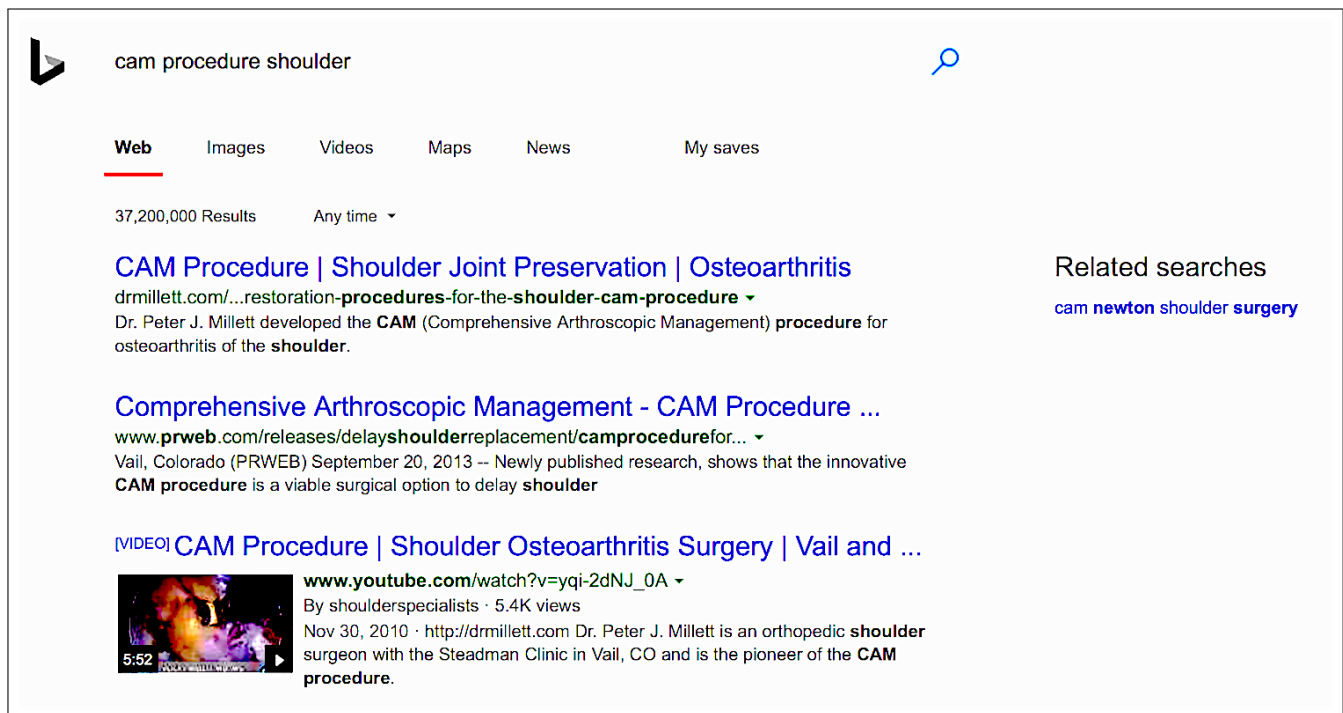 cam procedure shoulder
Web Images Videos Maps News My saves
37,200,000 Results Any time
CAM Procedure | Shoulder Joint Preservation | Osteoarthritis
drmillett.com/...restoration-procedures-for-the-shoulder-cam-procedure
Dr. Peter J. Millett developed the CAM (Comprehensive Arthroscopic Management) procedure for
osteoarthritis of the shoulder.
Comprehensive Arthroscopic Management - CAM Procedure ...
www.prweb.com/releases/delayshoulderreplacement/camprocedurefor...
Vail, Colorado (PRWEB) September 20, 2013 -- Newly published research, shows that the innovative
CAM procedure is a viable surgical option to delay shoulder
[VIDEO] CAM Procedure | Shoulder Osteoarthritis Surgery | Vail and ...
www.youtube.com/watch?v=yqi-2dNJ_0A
By shoulderspecialists · 5.4K views
Nov 30, 2010 · http://drmillett.com Dr. Peter J. Millett is an orthopedic shoulder
surgeon with the Steadman Clinic in Vail, CO and is the pioneer of the CAM
procedure.
5:52
Related searches
cam newton shoulder surgery